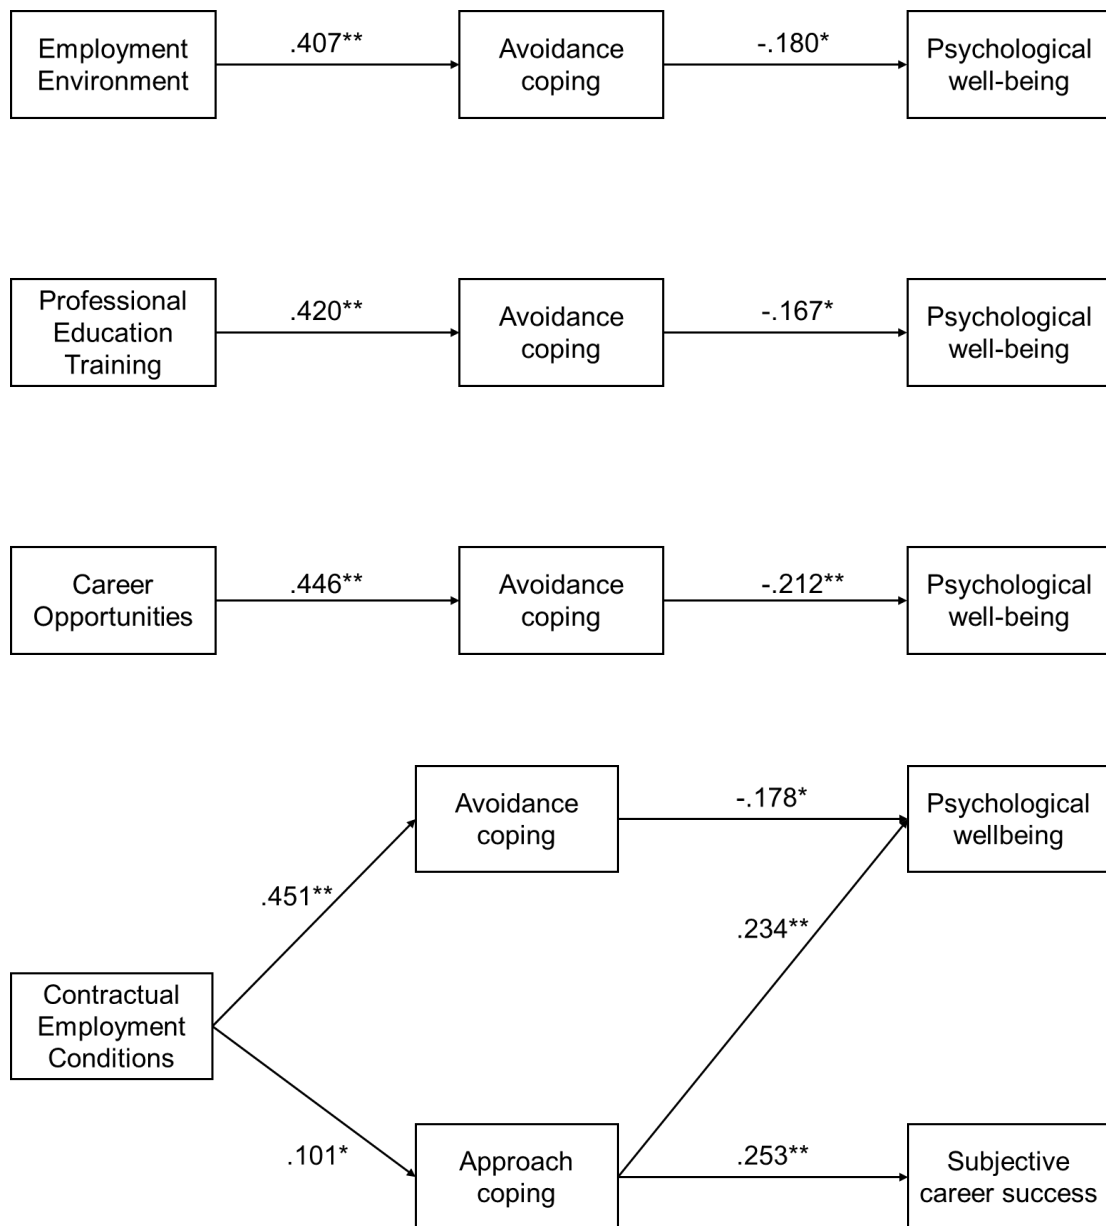 Employment
Environment
.407**
Avoidance
coping
-.180*
Psychological
well-being
Professional
Education
Training
.420**
Avoidance
coping
-.167*
Psychological
well-being
Career
Opportunities
.446**
Avoidance
coping
-.212**
Psychological
well-being
Avoidance
coping
-.178*
Psychological
wellbeing
.451**
.234**
Contractual
Employment
Conditions
.101*
Approach
coping
.253**
Subjective
career success